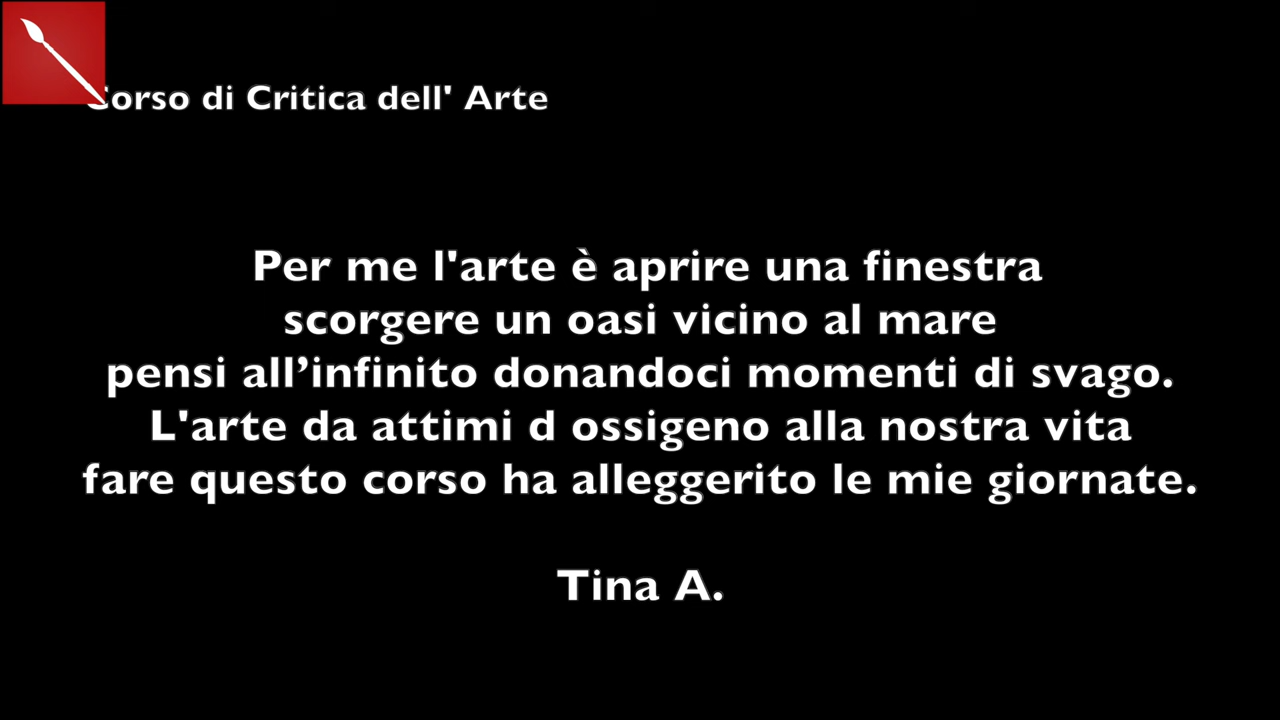 Corso di Critica dell' Arte
Per me l'arte è aprire una finestra
scorgere un oasi vicino al mare
pensi all’infinito donandoci momenti di svago.
L'arte da attimi d ossigeno alla nostra vita
fare questo corso ha alleggerito le mie giornate.
Tina A.